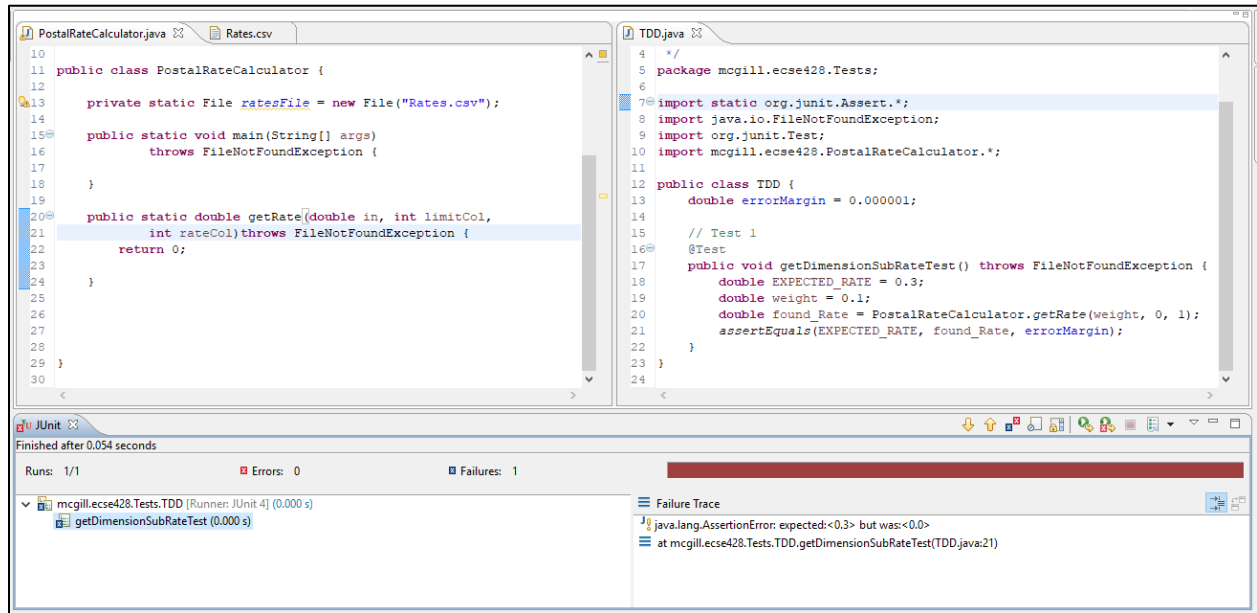 PostalRateCalculator.java Rates.csv
10
11 public class PostalRateCalculator {
12
13 private static File ratesFile = new File("Rates.csv");
14
15 public static void main(String[] args)
16 throws FileNotFoundException {
17
18 }
19
20 public static double getRate(double in, int limitCol,
21 int rateCol)throws FileNotFoundException {
22 return 0;
23
24 }
25
26
27
28
29 }
30
TDD.java
4 */
5 package mcgill.ecse428.Tests;
6
7 import static org.junit.Assert.*;
8 import java.io.FileNotFoundException;
9 import org.junit.Test;
10 import mcgill.ecse428.PostalRateCalculator.*;
11
12 public class TDD {
13 double errorMargin = 0.000001;
14
15 // Test 1
16 @Test
17 public void getDimensionSubRateTest() throws FileNotFoundException {
18 double EXPECTED_RATE = 0.3;
19 double weight = 0.1;
20 double found_Rate = PostalRateCalculator.getRate(weight, 0, 1);
21 assertEquals(EXPECTED_RATE, found_Rate, errorMargin);
22 }
23 }
24
JUnit
Finished after 0.054 seconds
Runs: 1/1 Errors: 0 Failures: 1
mcgill.ecse428.Tests.TDD [Runner: JUnit 4] (0.000 s)
getDimensionSubRateTest (0.000 s)
Failure Trace
java.lang.AssertionError: expected:<0.3> but was:<0.0>
at mcgill.ecse428.Tests.TDD.getDimensionSubRateTest(TDD.java:21)